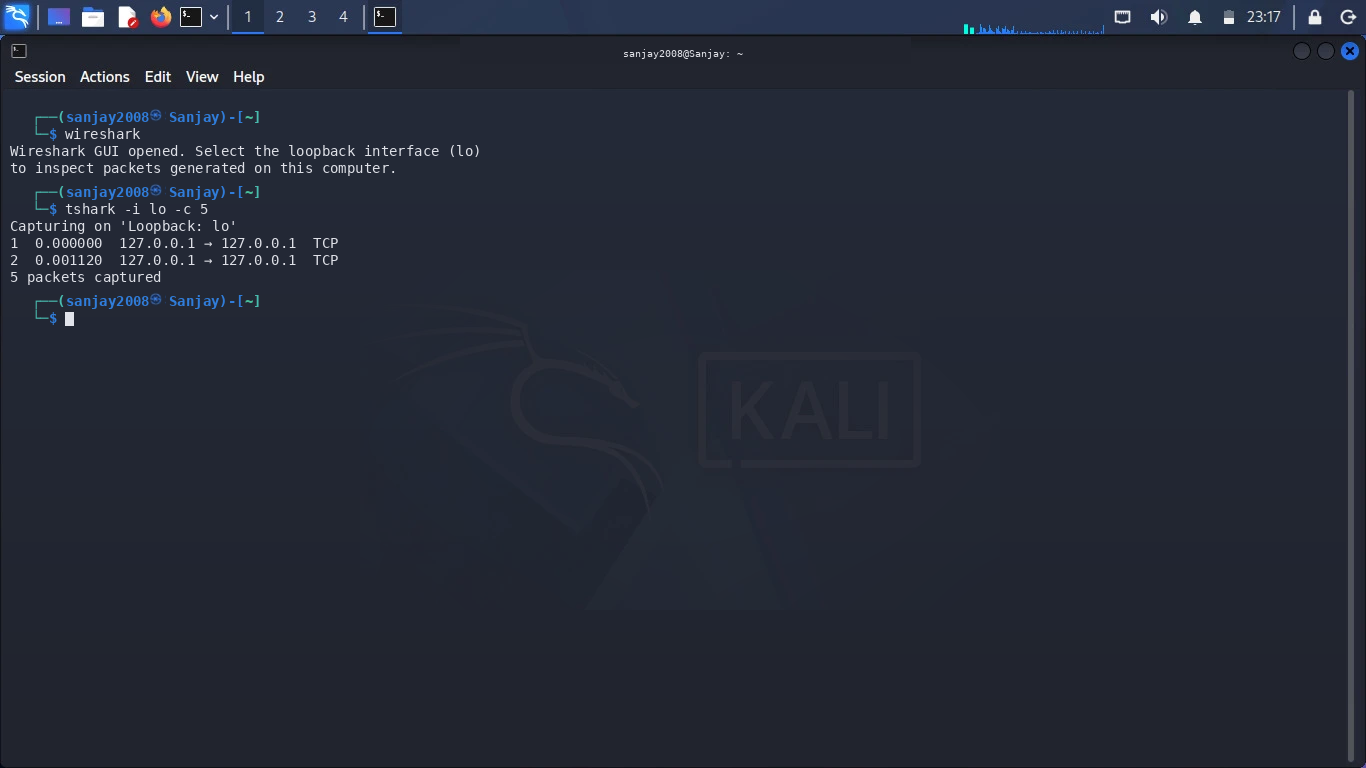 1 2 3 4 23:17
sanjay2008@Sanjay: ~
Session Actions Edit View Help
┌──(sanjay2008㉿ Sanjay)-[~]
└─$ wireshark
Wireshark GUI opened. Select the loopback interface (lo)
to inspect packets generated on this computer.
┌──(sanjay2008㉿ Sanjay)-[~]
└─$ tshark -i lo -c 5
Capturing on 'Loopback: lo'
1  0.000000  127.0.0.1 → 127.0.0.1  TCP
2  0.001120  127.0.0.1 → 127.0.0.1  TCP
5 packets captured
┌──(sanjay2008㉿ Sanjay)-[~]
└─$
KALI